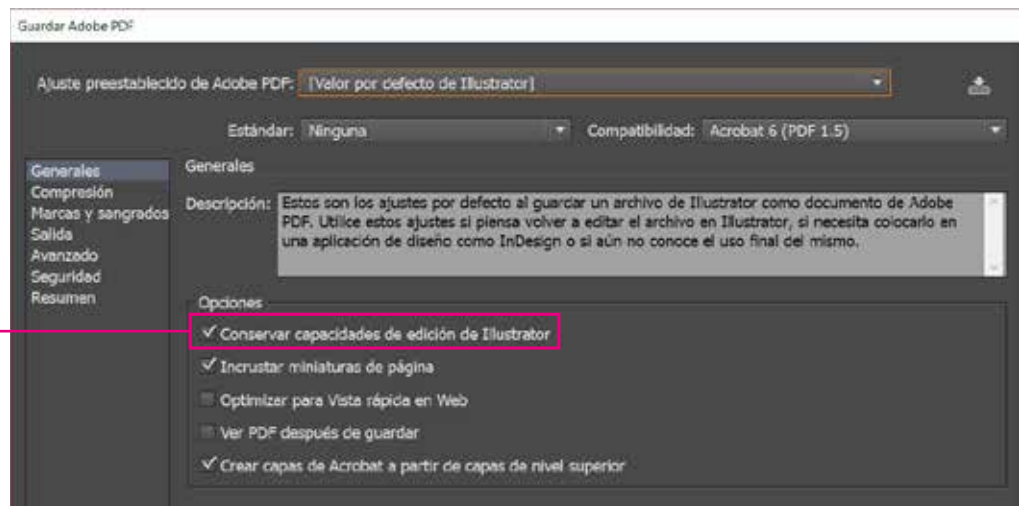 Guardar Adobe PDF
Ajuste preestablecido de Adobe PDF: [Valor por defecto de Illustrator]
Estándar: Ninguna Compatibilidad: Acrobat 6 (PDF 1.5)
Generales
Compresión
Marcas y sangrados
Salida
Avanzado
Seguridad
Resumen
Generales
Descripción: Estos son los ajustes por defecto al guardar un archivo de Illustrator como documento de Adobe
PDF. Utilice estos ajustes si piensa volver a editar el archivo en Illustrator, si necesita colocarlo en
una aplicación de diseño como InDesign o si aún no conoce el uso final del mismo.
Opciones
Conservar capacidades de edición de Illustrator
Incrustar miniaturas de página
Optimizar para Vista rápida en Web
Ver PDF después de guardar
Crear capas de Acrobat a partir de capas de nivel superior